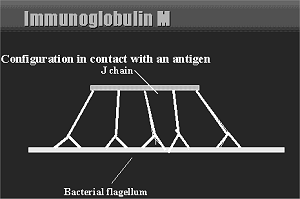 Immunoglobulin M
Configuration in contact with an antigen
J chain
Bacterial flagellum